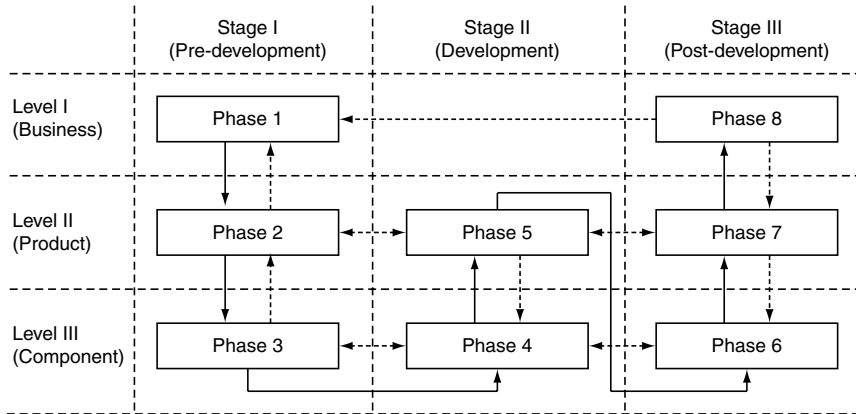 Stage I
(Pre-development)
Stage II
(Development)
Stage III
(Post-development)
Level I
(Business)
Phase 1
Phase 8
Level II
(Product)
Phase 2
Phase 5
Phase 7
Level III
(Component)
Phase 3
Phase 4
Phase 6